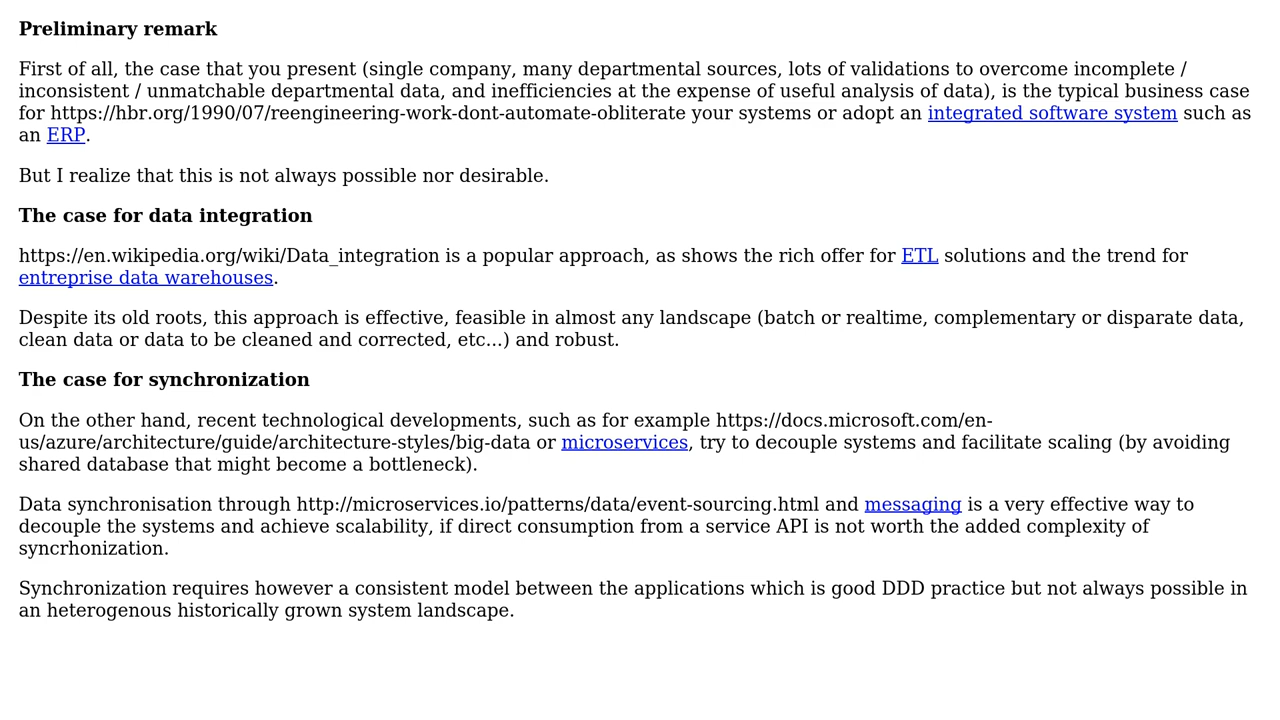 Preliminary remark
First of all, the case that you present (single company, many departmental sources, lots of validations to overcome incomplete /
inconsistent / unmatchable departmental data, and inefficiencies at the expense of useful analysis of data), is the typical business case
for https://hbr.org/1990/07/reengineering-work-dont-automate-obliterate your systems or adopt an integrated software system such as
an ERP.
But I realize that this is not always possible nor desirable.
The case for data integration
https://en.wikipedia.org/wiki/Data_integration is a popular approach, as shows the rich offer for ETL solutions and the trend for
entreprise data warehouses.
Despite its old roots, this approach is effective, feasible in almost any landscape (batch or realtime, complementary or disparate data,
clean data or data to be cleaned and corrected, etc...) and robust.
The case for synchronization
On the other hand, recent technological developments, such as for example https://docs.microsoft.com/en-
us/azure/architecture/guide/architecture-styles/big-data or microservices, try to decouple systems and facilitate scaling (by avoiding
shared database that might become a bottleneck).
Data synchronisation through http://microservices.io/patterns/data/event-sourcing.html and messaging is a very effective way to
decouple the systems and achieve scalability, if direct consumption from a service API is not worth the added complexity of
syncrhonization.
Synchronization requires however a consistent model between the applications which is good DDD practice but not always possible in
an heterogenous historically grown system landscape.